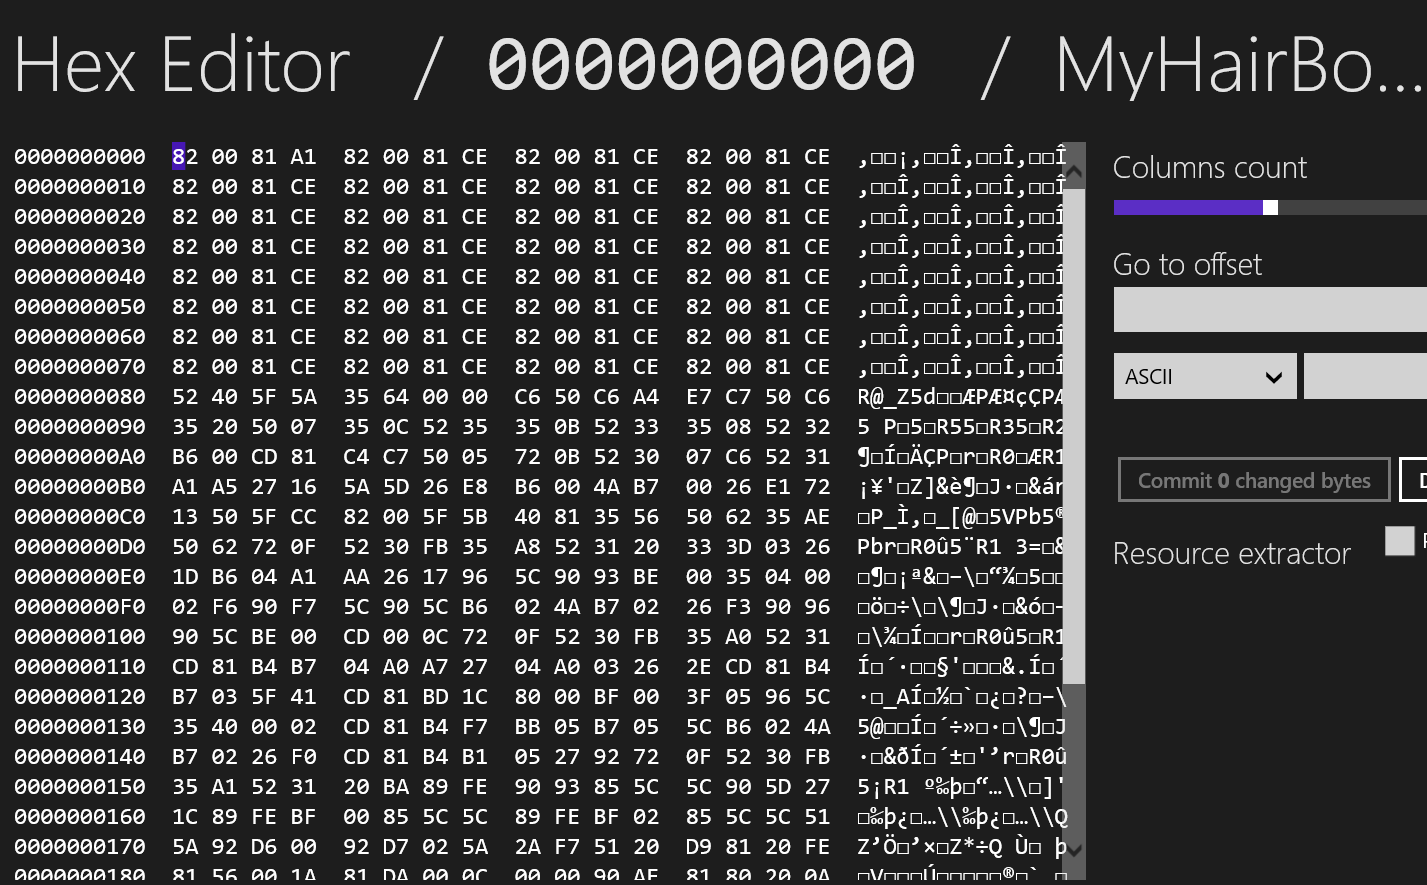 Hex Editor / 0000000000 / MyHairBo...
0000000000 82 00 81 A1 82 00 81 CE 82 00 81 CE 82 00 81 CE ‚□□¡‚□□Î‚□□Î‚□□Î
0000000010 82 00 81 CE 82 00 81 CE 82 00 81 CE 82 00 81 CE ‚□□Î‚□□Î‚□□Î‚□□Î
0000000020 82 00 81 CE 82 00 81 CE 82 00 81 CE 82 00 81 CE ‚□□Î‚□□Î‚□□Î‚□□Î
0000000030 82 00 81 CE 82 00 81 CE 82 00 81 CE 82 00 81 CE ‚□□Î‚□□Î‚□□Î‚□□Î
0000000040 82 00 81 CE 82 00 81 CE 82 00 81 CE 82 00 81 CE ‚□□Î‚□□Î‚□□Î‚□□Î
0000000050 82 00 81 CE 82 00 81 CE 82 00 81 CE 82 00 81 CE ‚□□Î‚□□Î‚□□Î‚□□Î
0000000060 82 00 81 CE 82 00 81 CE 82 00 81 CE 82 00 81 CE ‚□□Î‚□□Î‚□□Î‚□□Î
0000000070 82 00 81 CE 82 00 81 CE 82 00 81 CE 82 00 81 CE ‚□□Î‚□□Î‚□□Î‚□□Î
0000000080 52 40 5F 5A 35 64 00 00 C6 50 C6 A4 E7 C7 50 C6 R@_Z5d□□ÆPÆ¤çÇPÆ
0000000090 35 20 50 07 35 0C 52 35 35 0B 52 33 35 08 52 32 5 P□5□R55□R35□R2
00000000A0 B6 00 CD 81 C4 C7 50 05 72 0B 52 30 07 C6 52 31 ¶□Í□ÄÇP□r□R0□ÆR1
00000000B0 A1 A5 27 16 5A 5D 26 E8 B6 00 4A B7 00 26 E1 72 ¡¥'□Z]&è¶□J·□&ár
00000000C0 13 50 5F CC 82 00 5F 5B 40 81 35 56 50 62 35 AE □P_Ì‚□_[@□5VPb5®
00000000D0 50 62 72 0F 52 30 FB 35 A8 52 31 20 33 3D 03 26 Pbr□R0û5¨R1 3=□&
00000000E0 1D B6 04 A1 AA 26 17 96 5C 90 93 BE 00 35 04 00 □¶□¡ª&□–\□“¾□5□□
00000000F0 02 F6 90 F7 5C 90 5C B6 02 4A B7 02 26 F3 90 96 □ö□÷\□\¶□J·□&ó□–
0000000100 90 5C BE 00 CD 00 0C 72 0F 52 30 FB 35 A0 52 31 □\¾□Í□□r□R0û5□R1
0000000110 CD 81 B4 B7 04 A0 A7 27 04 A0 03 26 2E CD 81 B4 Í□´·□□§'□□□&.Í□´
0000000120 B7 03 5F 41 CD 81 BD 1C 80 00 BF 00 3F 05 96 5C ·□_AÍ□½□`□¿□?□–\
0000000130 35 40 00 02 CD 81 B4 F7 BB 05 B7 05 5C B6 02 4A 5@□□Í□´÷»□·□\¶□J
0000000140 B7 02 26 F0 CD 81 B4 B1 05 27 92 72 0F 52 30 FB ·□&ðÍ□´±□'’r□R0û
0000000150 35 A1 52 31 20 BA 89 FE 90 93 85 5C 5C 90 5D 27 5¡R1 º‰þ□“…\\□]'
0000000160 1C 89 FE BF 00 85 5C 5C 89 FE BF 02 85 5C 5C 51 □‰þ¿□…\\‰þ¿□…\\Q
0000000170 5A 92 D6 00 92 D7 02 5A 2A F7 51 20 D9 81 20 FE Z’Ö□’×□Z*÷Q Ù□ þ
0000000180 81 56 00 1A 81 DA 00 0C 00 00 90 AE 81 80 20 0A □V□□□Ú□□□□□®□` □
Columns count
Go to offset
ASCII
Commit 0 changed bytes
Resource extractor